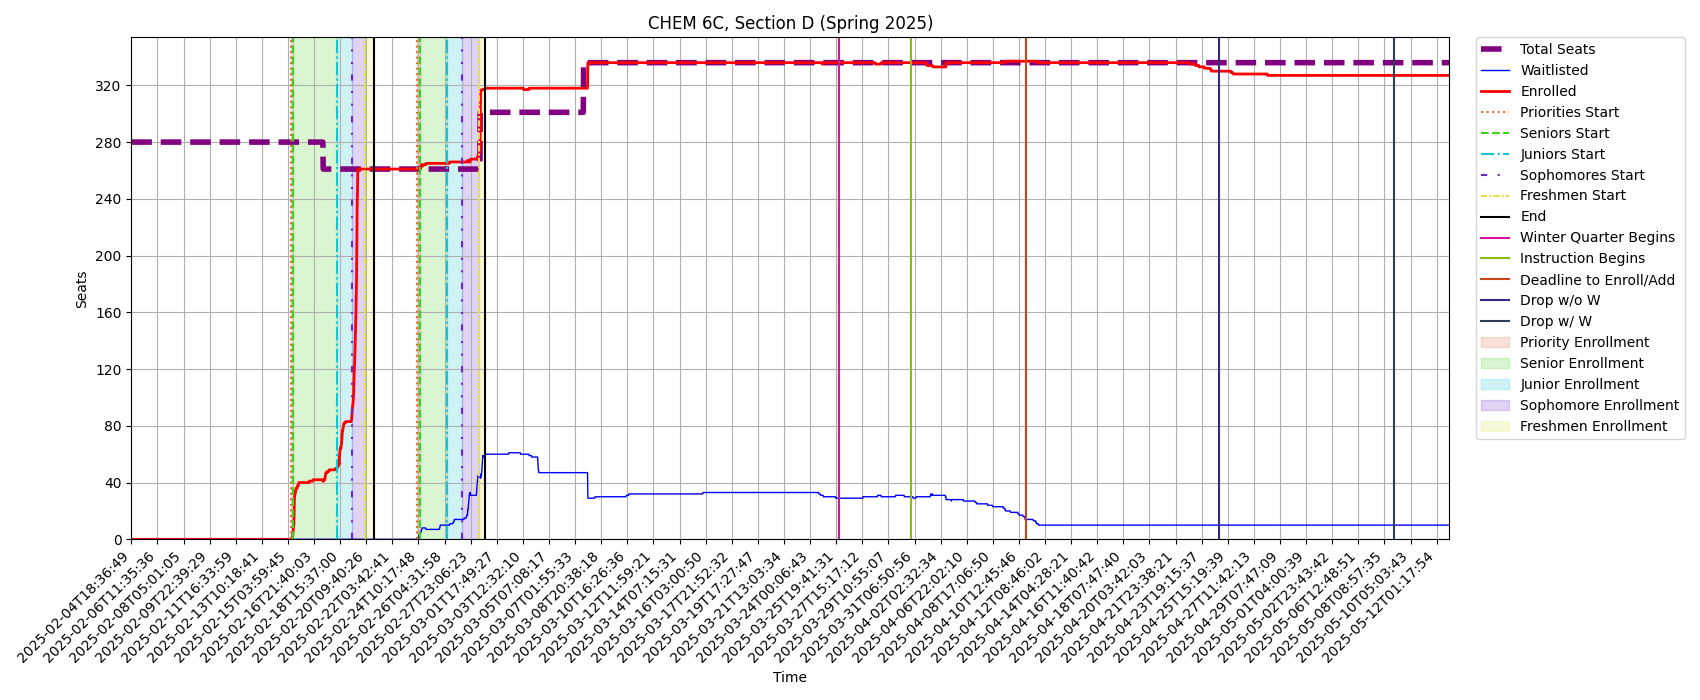 CHEM 6C, Section D (Spring 2025)
Seats
320
280
240
200
160
120
80
40
0
2025-02-04T18:36:49
2025-02-06T11:35:36
2025-02-08T05:01:05
2025-02-09T22:39:29
2025-02-11T16:33:59
2025-02-13T10:18:41
2025-02-15T03:59:45
2025-02-16T21:40:03
2025-02-18T15:37:00
2025-02-20T09:40:26
2025-02-22T03:42:41
2025-02-24T10:17:48
2025-02-26T04:31:58
2025-02-27T23:06:23
2025-03-01T17:49:27
2025-03-03T12:32:10
2025-03-05T07:08:17
2025-03-07T01:55:33
2025-03-08T20:38:18
2025-03-10T16:26:36
2025-03-12T11:59:21
2025-03-14T07:15:31
2025-03-16T03:00:50
2025-03-17T21:52:32
2025-03-19T17:27:47
2025-03-21T13:03:34
2025-03-24T00:06:43
2025-03-25T19:41:31
2025-03-27T15:17:12
2025-03-29T10:55:07
2025-03-31T06:50:56
2025-04-02T02:32:34
2025-04-06T22:02:10
2025-04-08T17:06:50
2025-04-10T12:45:46
2025-04-12T08:46:02
2025-04-14T04:28:21
2025-04-16T11:40:42
2025-04-18T07:47:40
2025-04-20T03:42:03
2025-04-21T23:38:21
2025-04-23T19:15:37
2025-04-25T15:19:39
2025-04-27T11:42:13
2025-04-29T07:47:09
2025-05-01T04:00:39
2025-05-02T23:43:42
2025-05-06T12:48:51
2025-05-08T08:57:35
2025-05-10T05:03:43
2025-05-12T01:17:54
Time
Total Seats
Waitlisted
Enrolled
Priorities Start
Seniors Start
Juniors Start
Sophomores Start
Freshmen Start
End
Winter Quarter Begins
Instruction Begins
Deadline to Enroll/Add
Drop w/o W
Drop w/ W
Priority Enrollment
Senior Enrollment
Junior Enrollment
Sophomore Enrollment
Freshmen Enrollment